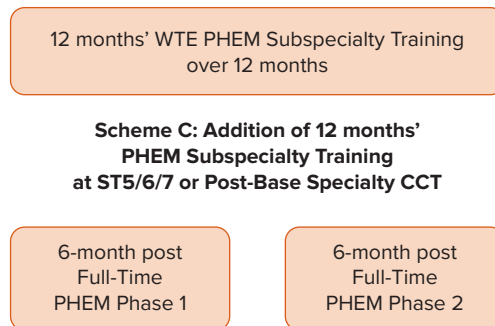 12 months’ WTE PHEM Subspecialty Training
over 12 months
Scheme C: Addition of 12 months’
PHEM Subspecialty Training
at ST5/6/7 or Post-Base Specialty CCT
6-month post
Full-Time
PHEM Phase 1
6-month post
Full-Time
PHEM Phase 2